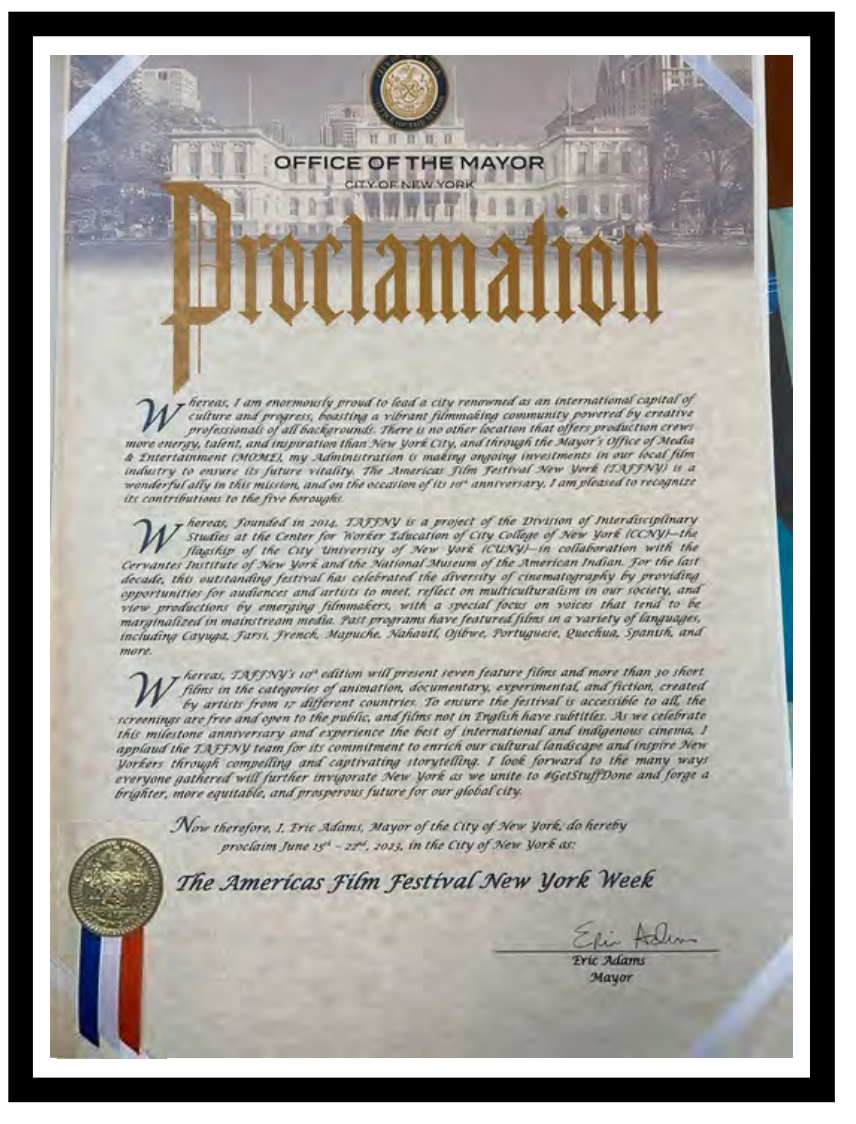 OFFICE OF THE MAYOR
CITY OF NEW YORK
Proclamation
Whereas, I am enormously proud to lead a city renowned as an international capital of
culture and progress, boasting a vibrant filmmaking community powered by creative
professionals of all backgrounds. There is no other location that offers production crews
more energy, talent, and inspiration than New York City, and through the Mayor's Office of Media
& Entertainment (MOME), my Administration is making ongoing investments in our local film
industry to ensure its future vitality. The Americas Film Festival New York (TAFFNY) is a
wonderful ally in this mission, and on the occasion of its 10th anniversary, I am pleased to recognize
its contributions to the five boroughs.
Whereas, Founded in 2014, TAFFNY is a project of the Division of Interdisciplinary
Studies at the Center for Worker Education of City College of New York (CCNY)—the
flagship of the City University of New York (CUNY)—in collaboration with the
Cervantes Institute of New York and the National Museum of the American Indian. For the last
decade, this outstanding festival has celebrated the diversity of cinematography by providing
opportunities for audiences and artists to meet, reflect on multiculturalism in our society, and
view productions by emerging filmmakers, with a special focus on voices that tend to be
marginalized in mainstream media. Past programs have featured films in a variety of languages,
including Cayuga, Farsi, French, Mapuche, Nahautl, Ojibwe, Portuguese, Quechua, Spanish, and
more.
Whereas, TAFFNY's 10th edition will present seven feature films and more than 30 short
films in the categories of animation, documentary, experimental, and fiction, created
by artists from 17 different countries. To ensure the festival is accessible to all, the
screenings are free and open to the public, and films not in English have subtitles. As we celebrate
this milestone anniversary and experience the best of international and indigenous cinema, I
applaud the TAFFNY team for its commitment to enrich our cultural landscape and inspire New
Yorkers through compelling and captivating storytelling. I look forward to the many ways
everyone gathered will further invigorate New York as we unite to #GetStuffDone and forge a
brighter, more equitable, and prosperous future for our global city.
Now therefore, I, Eric Adams, Mayor of the City of New York, do hereby
proclaim June 15th – 22nd, 2023, in the City of New York as:
The Americas Film Festival New York Week
Eric Adams
Eric Adams
Mayor